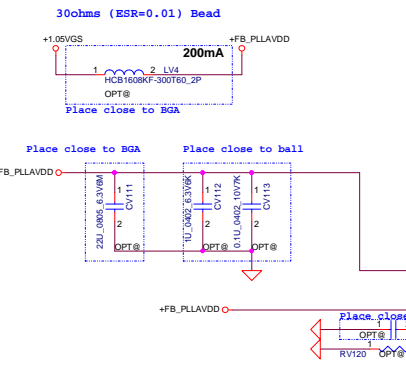 30ohms (ESR=0.01) Bead
+1.05VGS
+FB_PLLAVDD
200mA
1
2
LV4
HCB1608KF-300T60_2P
OPT@
Place close to BGA
Place close to BGA
Place close to ball
FB_PLLAVDD
22U_0805_6.3V6M
1
2
CV111
OPT@
1U_0402_6.3V6K
1
2
CV112
OPT@
0.1U_0402_10V7K
1
2
CV113
OPT@
+FB_PLLAVDD
Place close
1
OPT@
1
RV120
OPT@